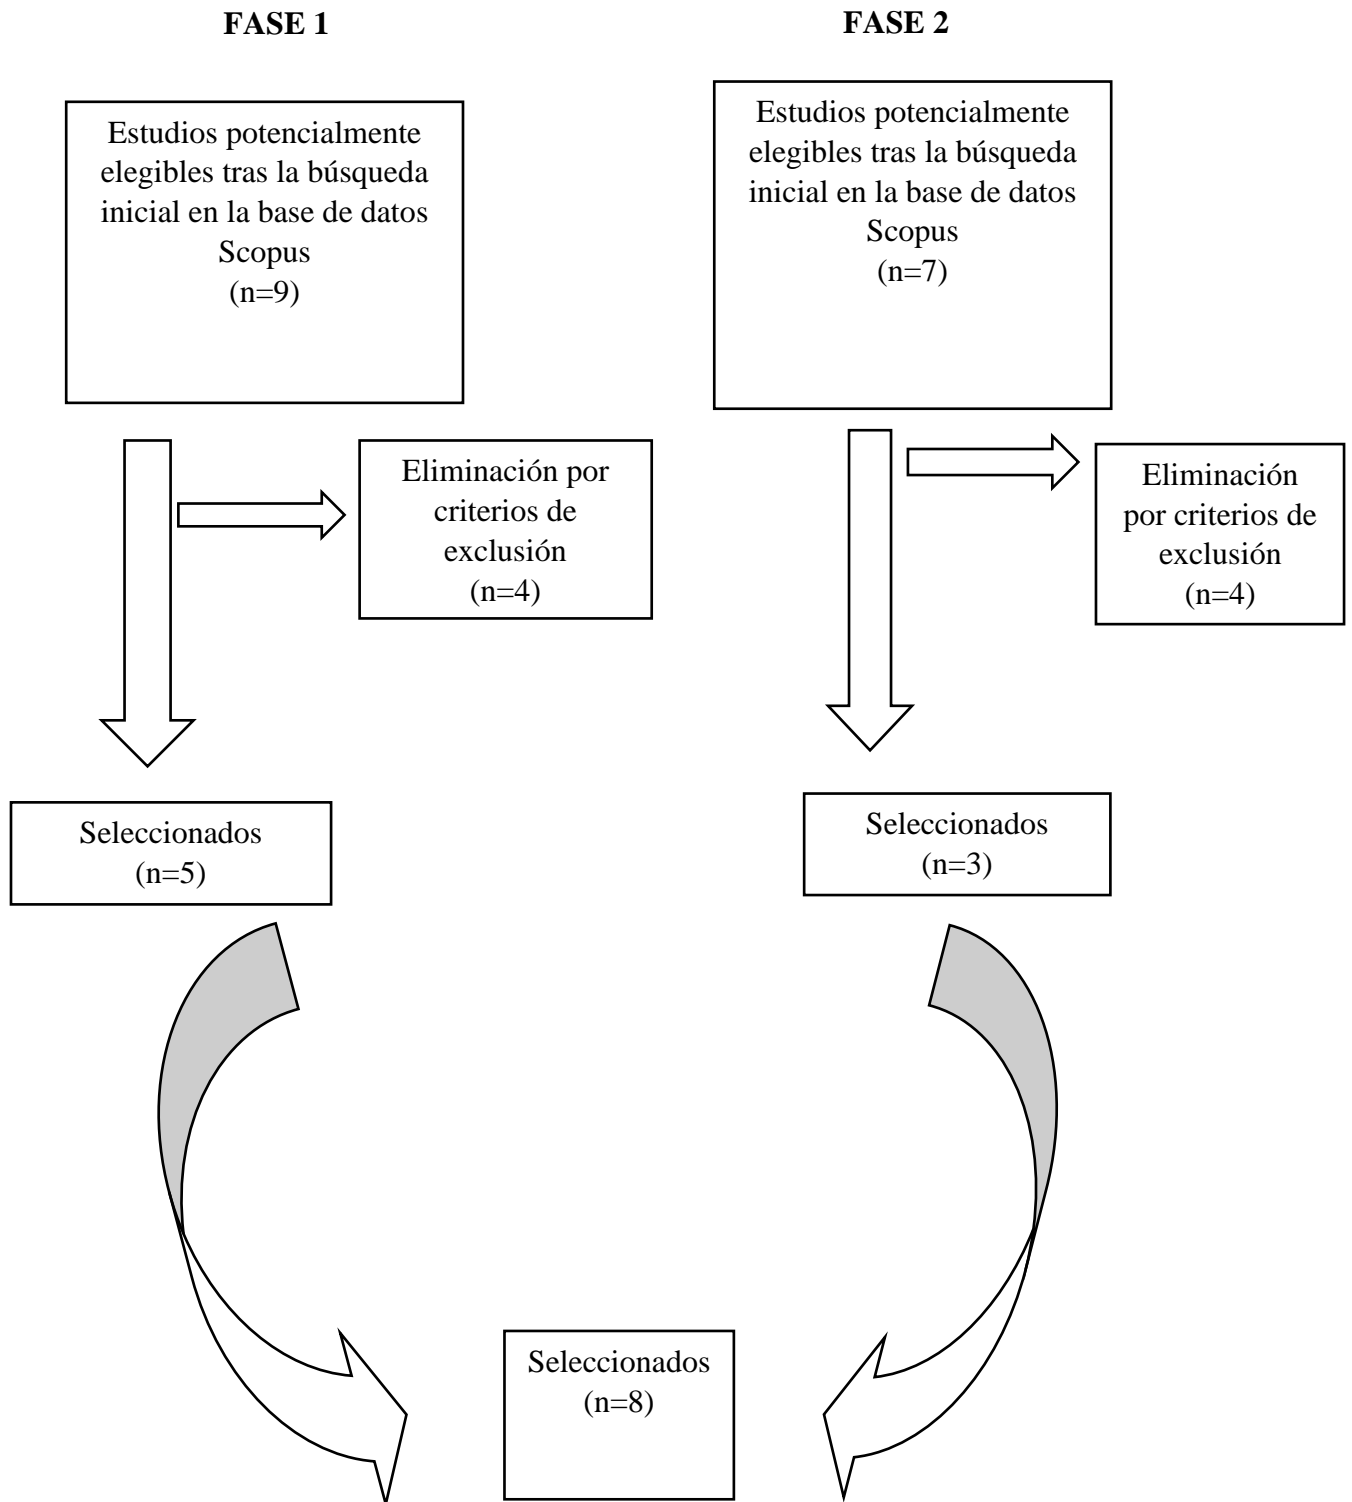 FASE 1
FASE 2
Estudios potencialmente
elegibles tras la búsqueda
inicial en la base de datos
Scopus
(n=9)
Estudios potencialmente
elegibles tras la búsqueda
inicial en la base de datos
Scopus
(n=7)
Eliminación por
criterios de
exclusión
(n=4)
Eliminación
por criterios de
exclusión
(n=4)
Seleccionados
(n=5)
Seleccionados
(n=3)
Seleccionados
(n=8)